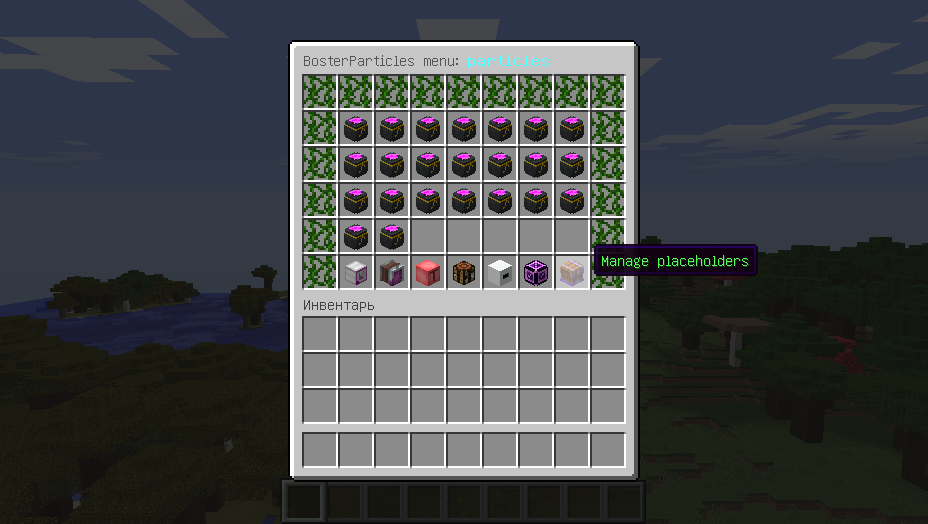 BosterParticles menu: particles
Manage placeholders
Инвентарь